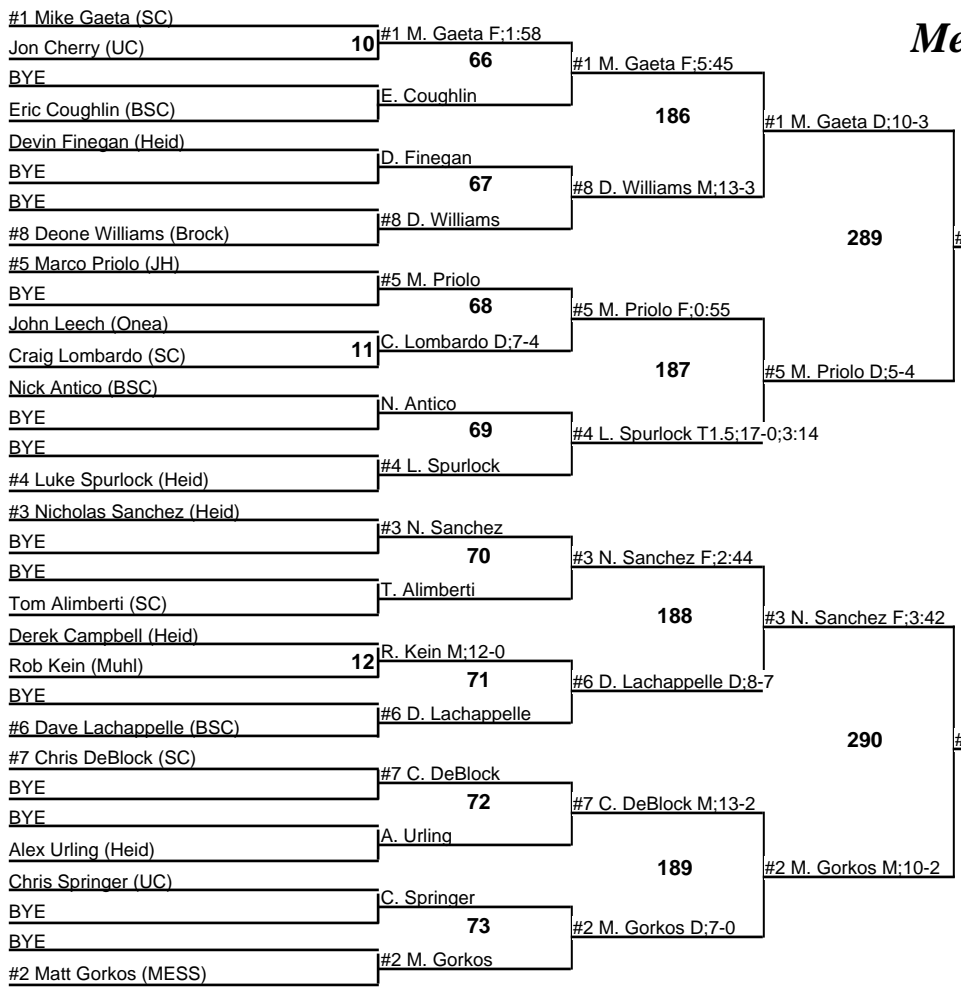 #1 Mike Gaeta (SC)
Jon Cherry (UC)
BYE
Eric Coughlin (BSC)
Devin Finegan (Heid)
BYE
BYE
#8 Deone Williams (Brock)
#5 Marco Priolo (JH)
BYE
John Leech (Onea)
Craig Lombardo (SC)
Nick Antico (BSC)
BYE
BYE
#4 Luke Spurlock (Heid)
#3 Nicholas Sanchez (Heid)
BYE
BYE
Tom Alimberti (SC)
Derek Campbell (Heid)
Rob Kein (Muhl)
BYE
#6 Dave Lachappelle (BSC)
#7 Chris DeBlock (SC)
BYE
BYE
Alex Urling (Heid)
Chris Springer (UC)
BYE
BYE
#2 Matt Gorkos (MESS)
10
11
12
#1 M. Gaeta F;1:58
66
E. Coughlin
D. Finegan
67
#8 D. Williams
#5 M. Priolo
68
C. Lombardo D;7-4
N. Antico
69
#4 L. Spurlock
#3 N. Sanchez
70
T. Alimberti
R. Kein M;12-0
71
#6 D. Lachappelle
#7 C. DeBlock
72
A. Urling
C. Springer
73
#2 M. Gorkos
#1 M. Gaeta F;5:45
186
#8 D. Williams M;13-3
#5 M. Priolo F;0:55
187
#4 L. Spurlock T1.5;17-0;3:14
#3 N. Sanchez F;2:44
188
#6 D. Lachappelle D;8-7
#7 C. DeBlock M;13-2
189
#2 M. Gorkos D;7-0
#1 M. Gaeta D;10-3
289
#5 M. Priolo D;5-4
#3 N. Sanchez F;3:42
290
#2 M. Gorkos M;10-2
Me
#
#